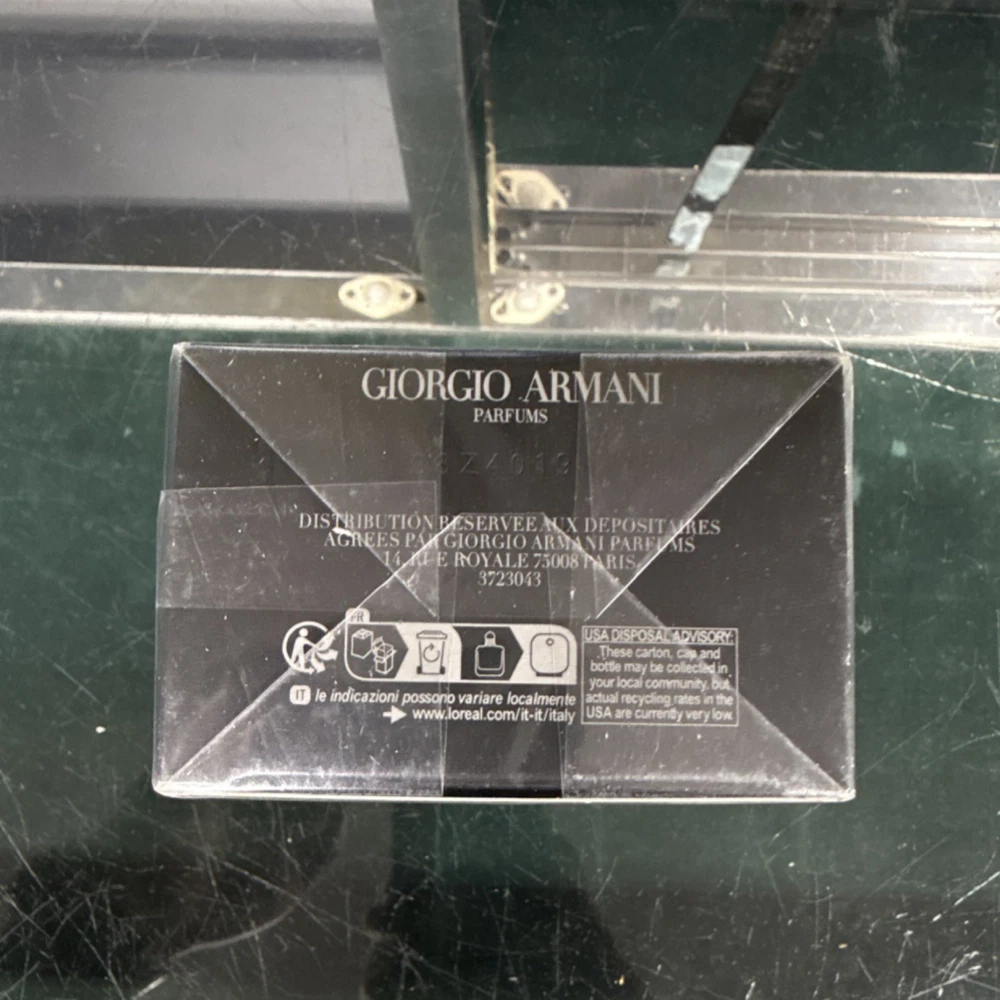 GIORGIO ARMANI
PARFUMS
DISTRIBUTION RESERVEE AUX DEPOSITAIRES
AGREES PAR GIORGIO ARMANI PARFUMS
14, RUE ROYALE 75008 PARIS
3723043
FR
USA DISPOSAL ADVISORY:
These carton, cap and
bottle may be collected in
your local community, but
actual recycling rates in the
USA are currently very low.
IT le indicazioni possono variare localmente
www.loreal.com/it-it/italy